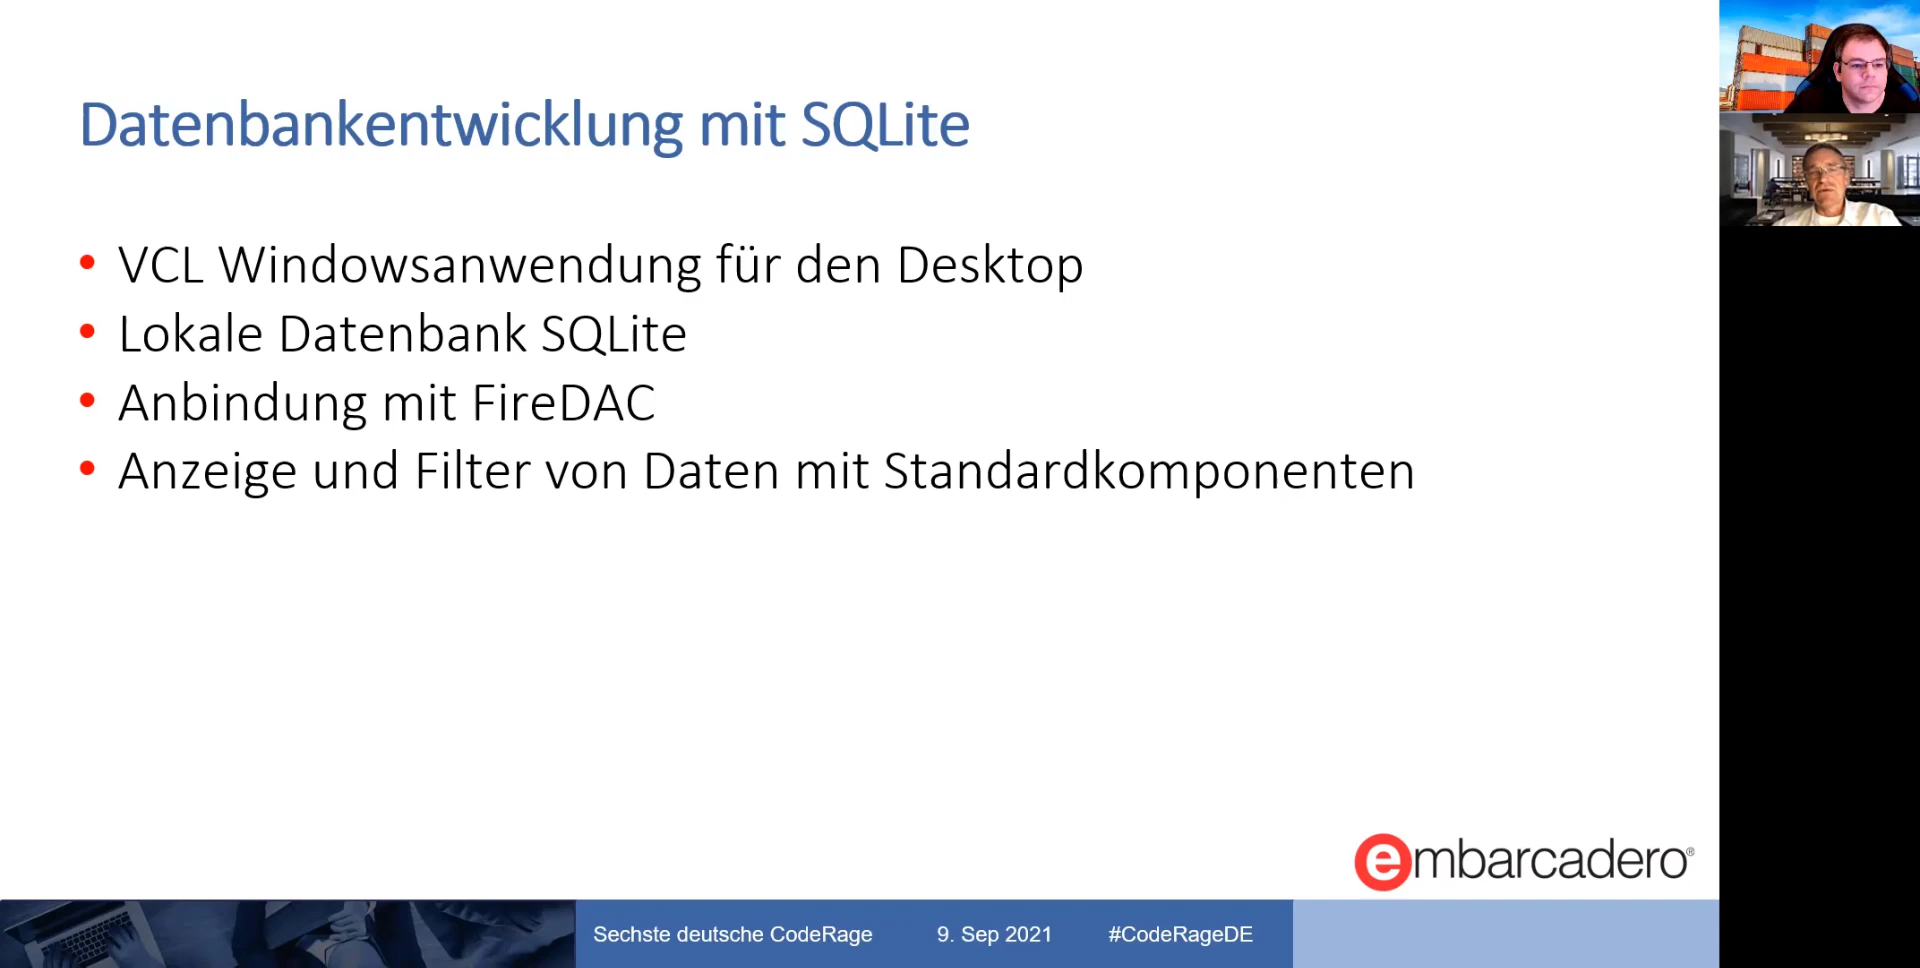 Datenbankentwicklung mit SQLite
• VCL Windowsanwendung für den Desktop
• Lokale Datenbank SQLite
• Anbindung mit FireDAC
• Anzeige und Filter von Daten mit Standardkomponenten
embarcadero®
Sechste deutsche CodeRage 9. Sep 2021 #CodeRageDE